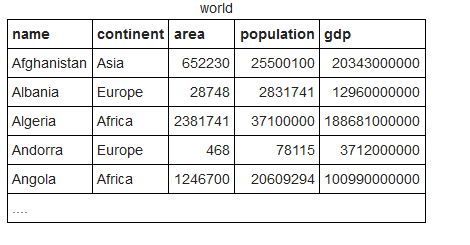 world
name continent area population gdp
Afghanistan Asia 652230 25500100 20343000000
Albania Europe 28748 2831741 12960000000
Algeria Africa 2381741 37100000 188681000000
Andorra Europe 468 78115 3712000000
Angola Africa 1246700 20609294 100990000000
....